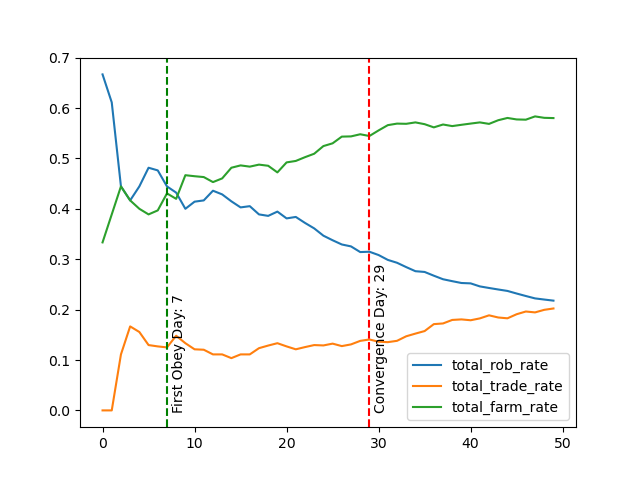 0.7
0.6
0.5
0.4
0.3
0.2
0.1
0.0
First Obey Day: 7
Convergence Day: 29
total_rob_rate
total_trade_rate
total_farm_rate
0 10 20 30 40 50